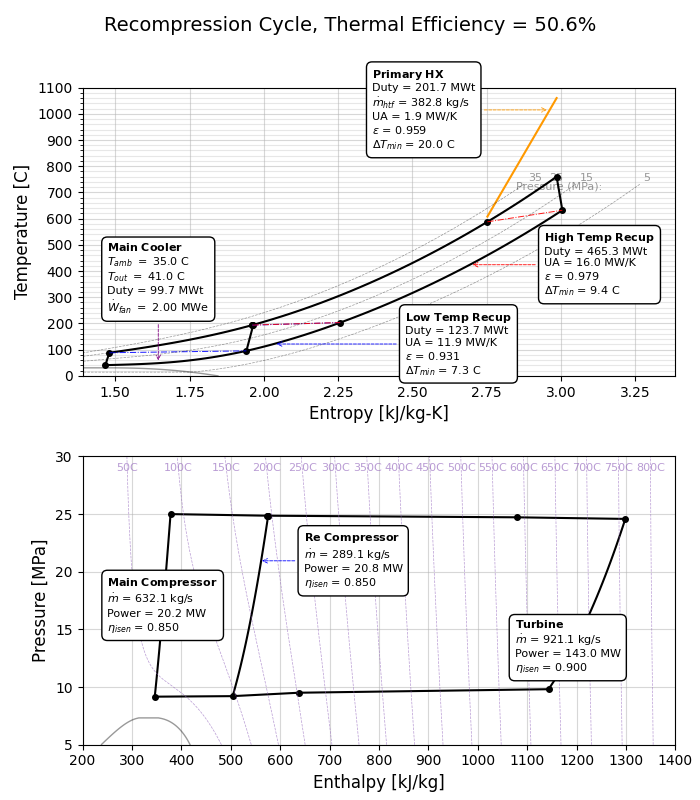 Recompression Cycle, Thermal Efficiency = 50.6%
Temperature [C]
1100
1000
900
800
700
600
500
400
300
200
100
0
Primary HX
Duty = 201.7 MWt
ṁhtf = 382.8 kg/s
UA = 1.9 MW/K
ε = 0.959
ΔTmin = 20.0 C
35
15
5
Pressure (MPa):
Main Cooler
Tamb = 35.0 C
Tout = 41.0 C
Duty = 99.7 MWt
Ẇfan = 2.00 MWe
High Temp Recup
Duty = 465.3 MWt
UA = 16.0 MW/K
ε = 0.979
ΔTmin = 9.4 C
Low Temp Recup
Duty = 123.7 MWt
UA = 11.9 MW/K
ε = 0.931
ΔTmin = 7.3 C
1.50 1.75 2.00 2.25 2.50 2.75 3.00 3.25
Entropy [kJ/kg-K]
Pressure [MPa]
30
25
20
15
10
5
50C 100C 150C 200C 250C 300C 350C 400C 450C 500C 550C 600C 650C 700C 750C 800C
Re Compressor
ṁ = 289.1 kg/s
Power = 20.8 MW
ηisen = 0.850
Main Compressor
ṁ = 632.1 kg/s
Power = 20.2 MW
ηisen = 0.850
Turbine
ṁ = 921.1 kg/s
Power = 143.0 MW
ηisen = 0.900
200 300 400 500 600 700 800 900 1000 1100 1200 1300 1400
Enthalpy [kJ/kg]